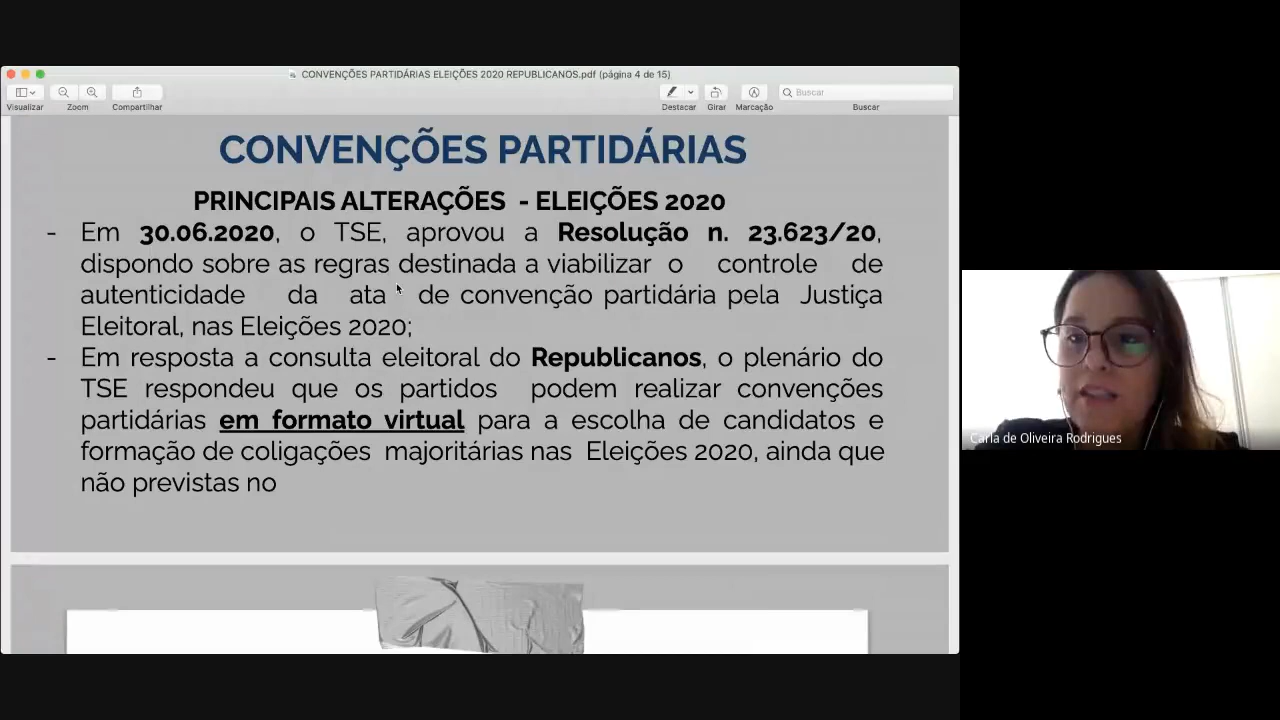 CONVENÇÕES PARTIDÁRIAS ELEIÇÕES 2020 REPUBLICANOS.pdf (página 4 de 15)
Buscar
Visualizar Zoom Compartilhar Destacar Girar Marcação Buscar
CONVENÇÕES PARTIDÁRIAS
PRINCIPAIS ALTERAÇÕES - ELEIÇÕES 2020
- Em 30.06.2020, o TSE, aprovou a Resolução n. 23.623/20,
dispondo sobre as regras destinada a viabilizar o controle de
autenticidade da ata de convenção partidária pela Justiça
Eleitoral, nas Eleições 2020;
- Em resposta a consulta eleitoral do Republicanos, o plenário do
TSE respondeu que os partidos podem realizar convenções
partidárias em formato virtual para a escolha de candidatos e
formação de coligações majoritárias nas Eleições 2020, ainda que
não previstas no
Carla de Oliveira Rodrigues